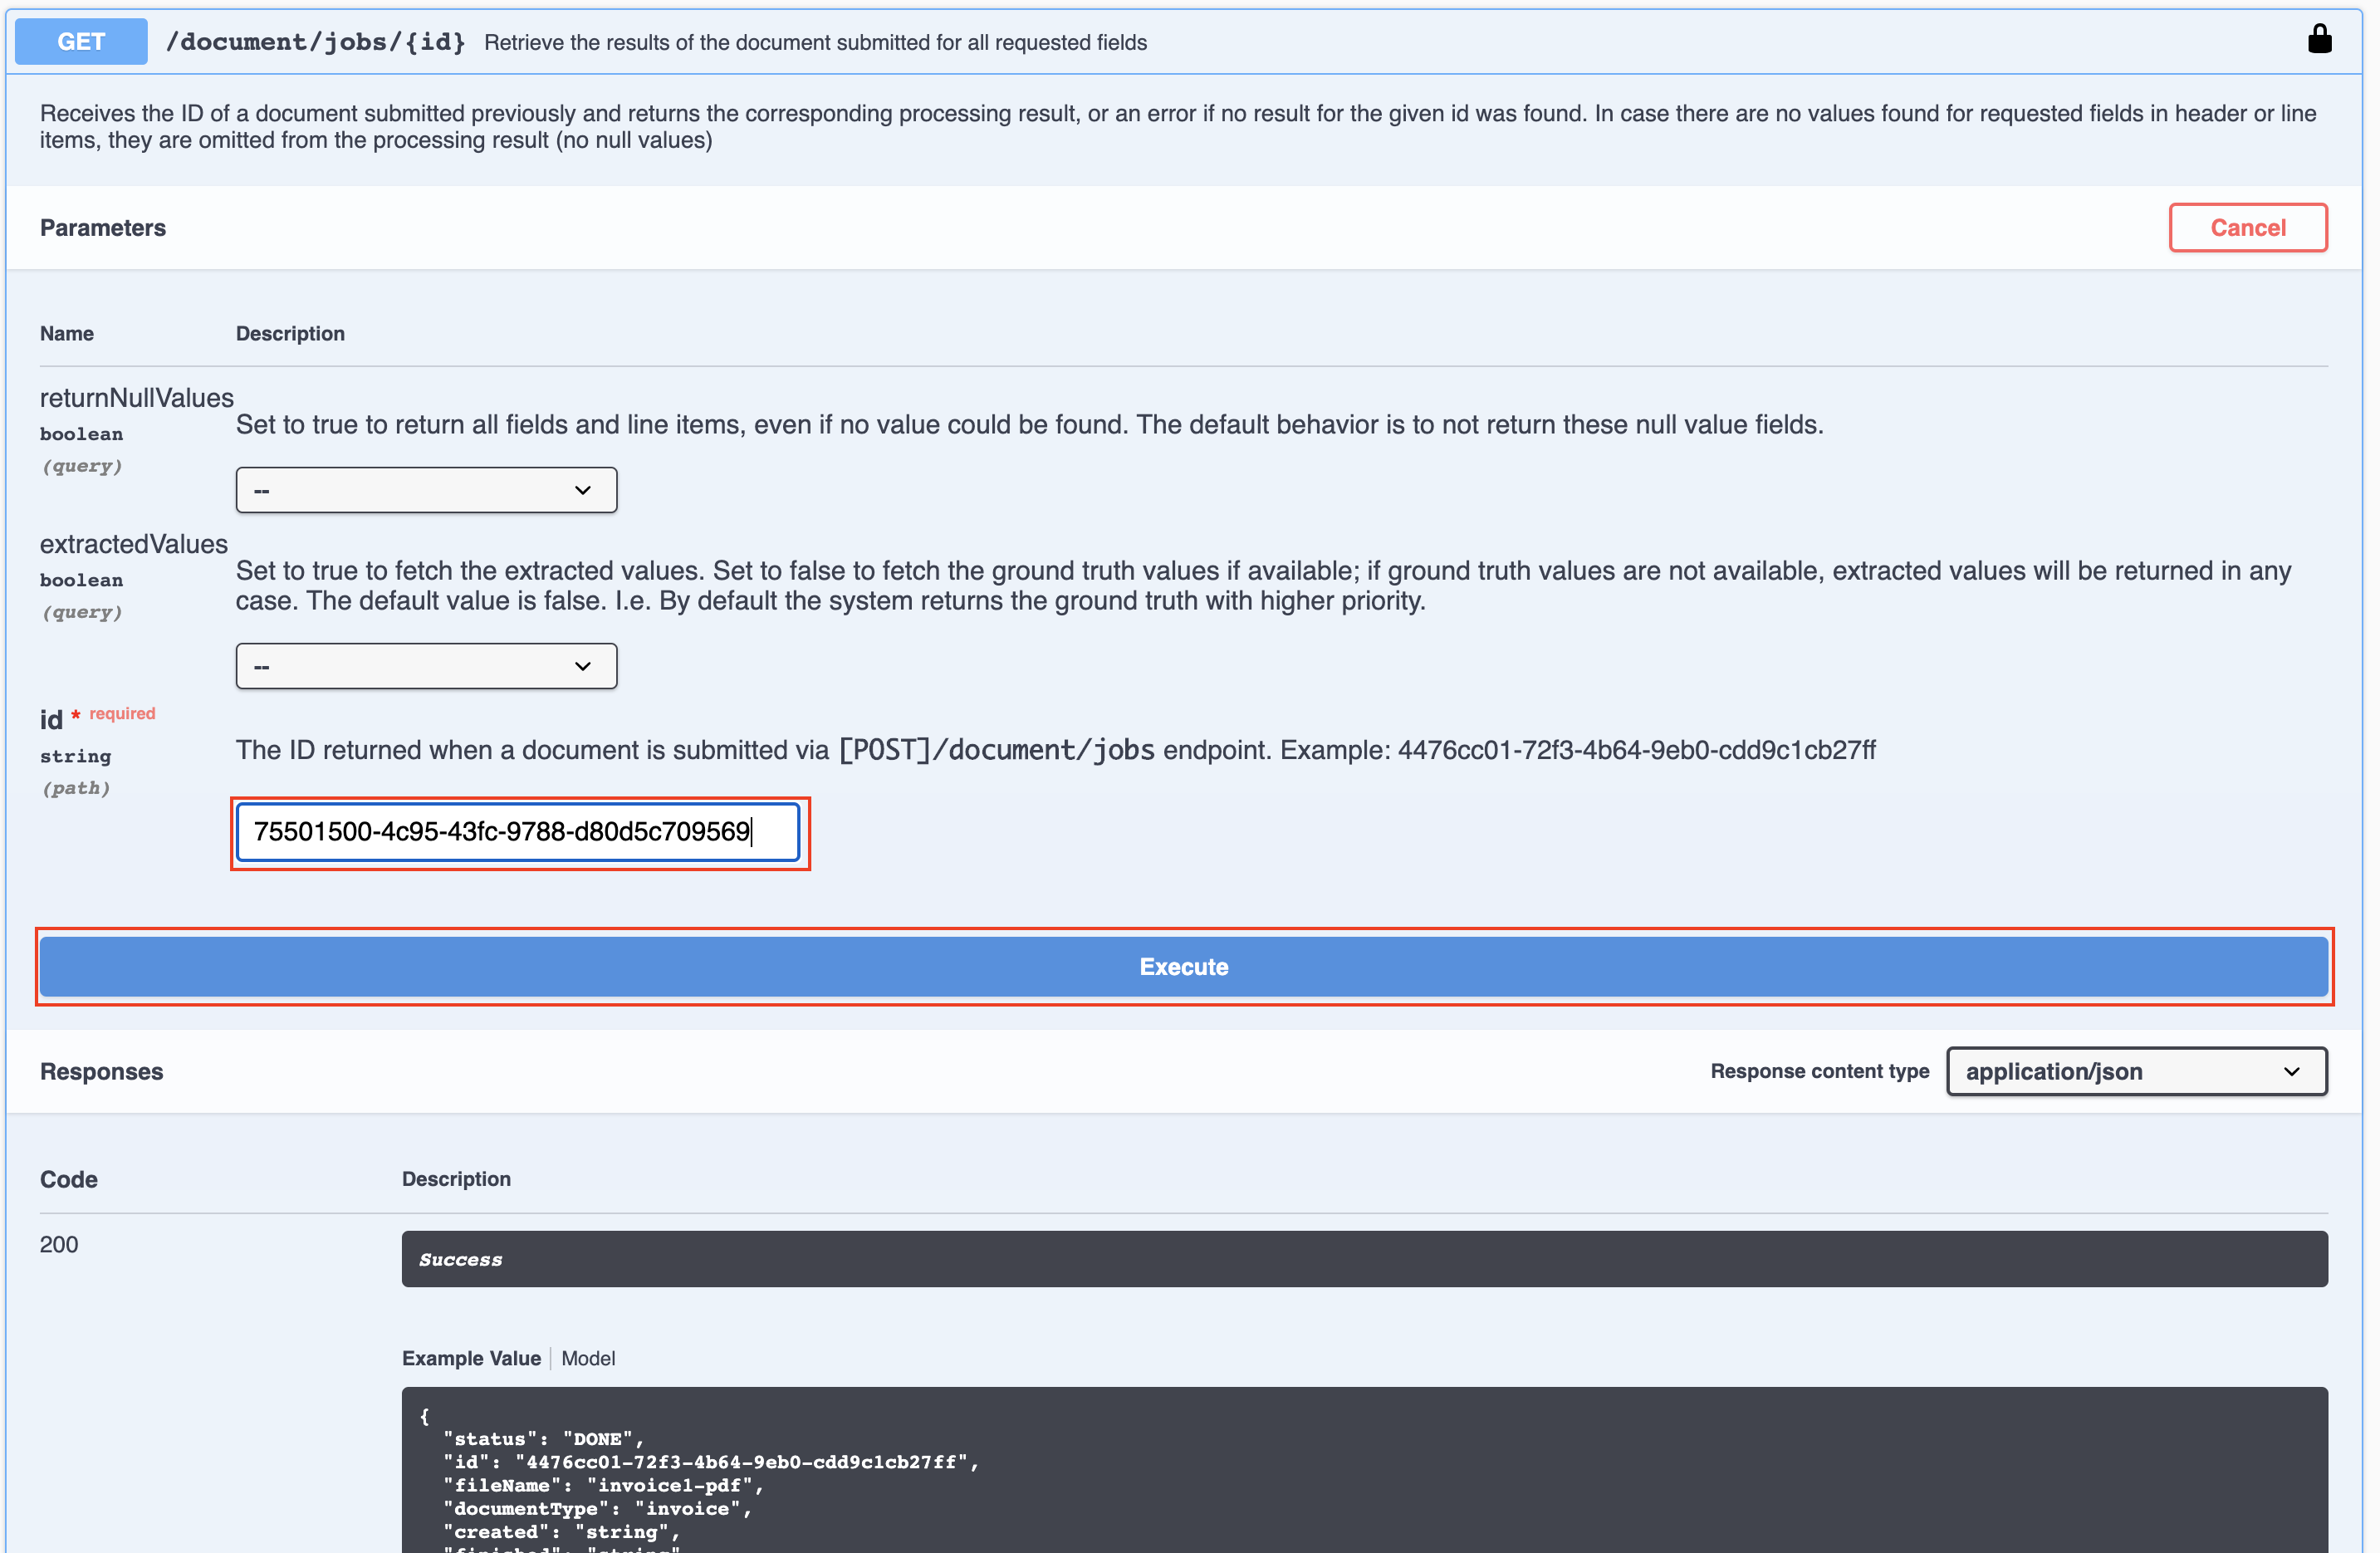 GET /document/jobs/{id} Retrieve the results of the document submitted for all requested fields
Receives the ID of a document submitted previously and returns the corresponding processing result, or an error if no result for the given id was found. In case there are no values found for requested fields in header or line
items, they are omitted from the processing result (no null values)
Parameters
Cancel
Name Description
returnNullValues
boolean
(query)
Set to true to return all fields and line items, even if no value could be found. The default behavior is to not return these null value fields.
--
extractedValues
boolean
(query)
Set to true to fetch the extracted values. Set to false to fetch the ground truth values if available; if ground truth values are not available, extracted values will be returned in any
case. The default value is false. I.e. By default the system returns the ground truth with higher priority.
--
id * required
string
(path)
The ID returned when a document is submitted via [POST]/document/jobs endpoint. Example: 4476cc01-72f3-4b64-9eb0-cdd9c1cb27ff
75501500-4c95-43fc-9788-d80d5c709569
Execute
Responses
Response content type application/json
Code Description
200
Success
Example Value Model
{
"status": "DONE",
"id": "4476cc01-72f3-4b64-9eb0-cdd9c1cb27ff",
"fileName": "invoice1-pdf",
"documentType": "invoice",
"created": "string",